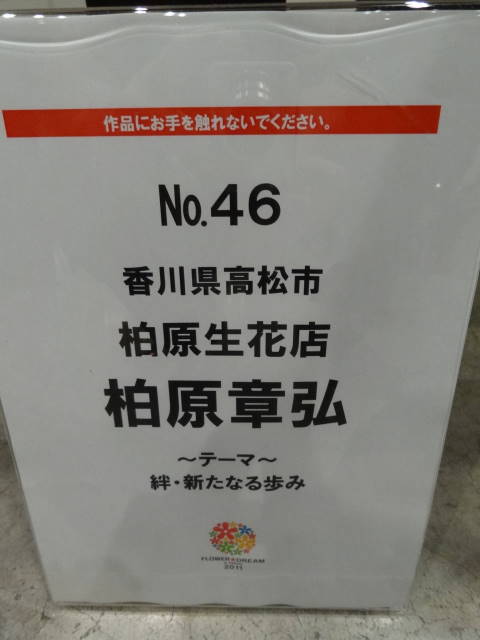 作品にお手を触れないでください。
No.46
香川県高松市
柏原生花店
柏原章弘
～テーマ～
絆・新たなる歩み
FLOWER★DREAM
2011